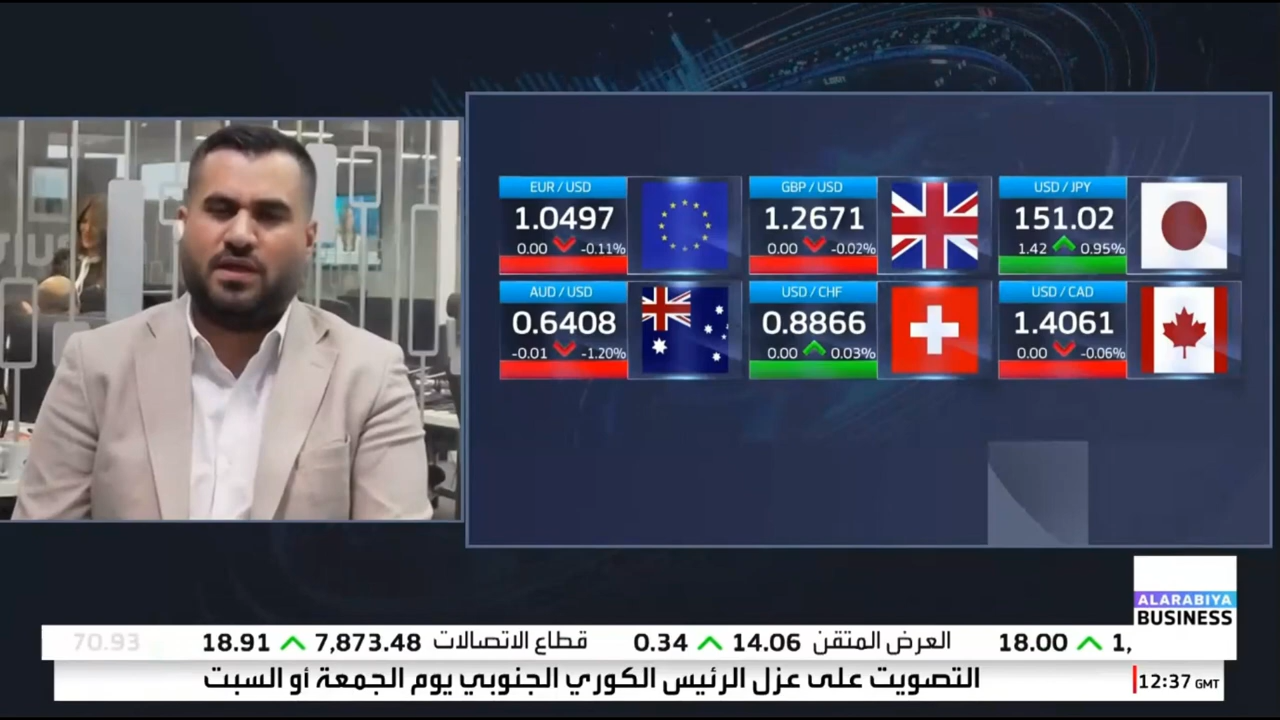 EUR / USD
1.0497
0.00 -0.11%
GBP / USD
1.2671
0.00 -0.02%
USD / JPY
151.02
1.42 0.95%
AUD / USD
0.6408
-0.01 -1.20%
USD / CHF
0.8866
0.00 0.03%
USD / CAD
1.4061
0.00 -0.06%
ALARABIYA
BUSINESS
1, 18.00 العرض المتقن 14.06 0.34 قطاع الاتصالات 7,873.48 18.91 70.93
التصويت على عزل الرئيس الكوري الجنوبي يوم الجمعة أو السبت
12:37 GMT